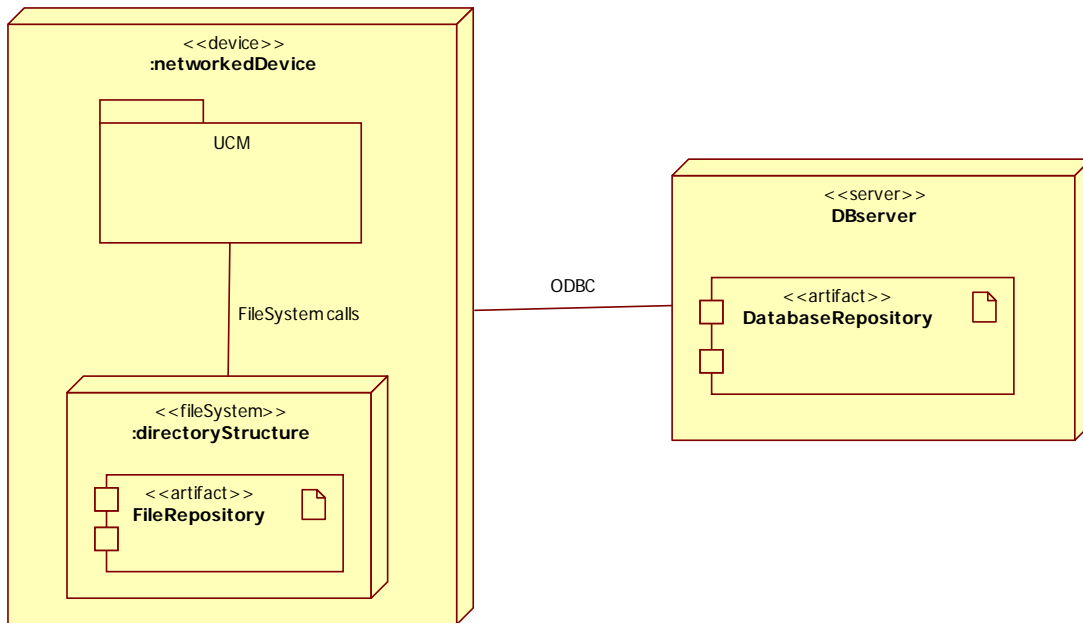 <<device>>
:networkedDevice
UCM
FileSystem calls
<<fileSystem>>
:directoryStructure
<<artifact>>
FileRepository
ODBC
<<server>>
DBserver
<<artifact>>
DatabaseRepository